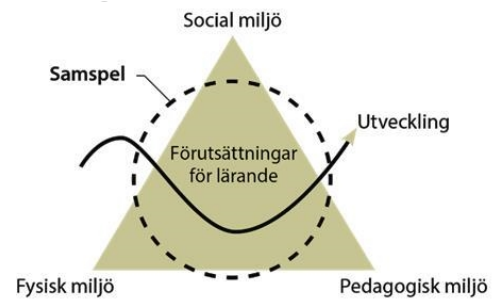 Social miljö
Samspel
Utveckling
Förutsättningar
för lärande
Fysisk miljö
Pedagogisk miljö